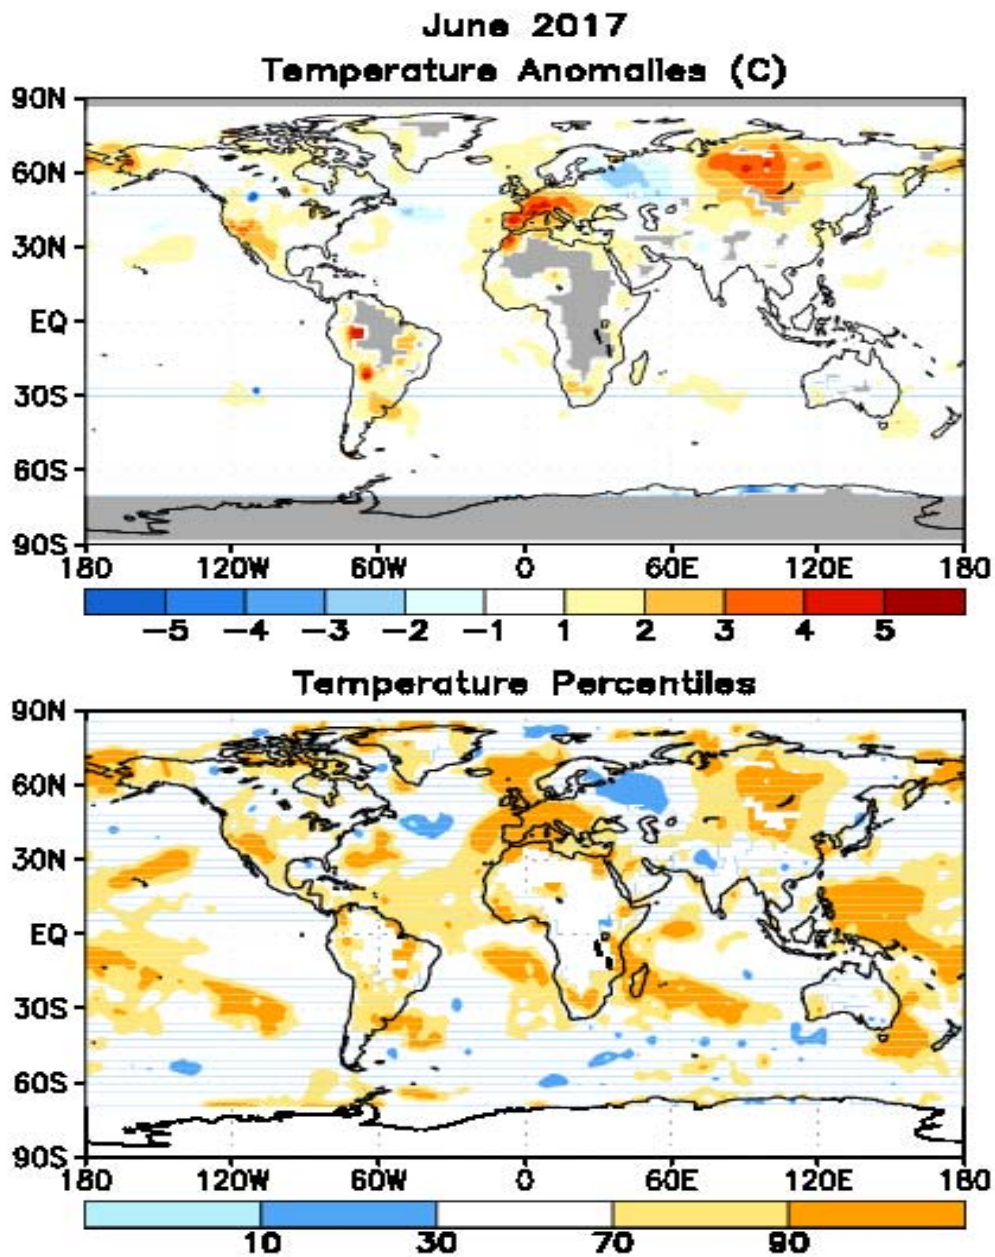 June 2017
Temperature Anomalies (C)
90N
60N
30N
EQ
30S
60S
90S
180 120W 60W 0 60E 120E 180
−5 −4 −3 −2 −1 1 2 3 4 5
Temperature Percentiles
90N
60N
30N
EQ
30S
60S
90S
180 120W 60W 0 60E 120E 180
10 30 70 90